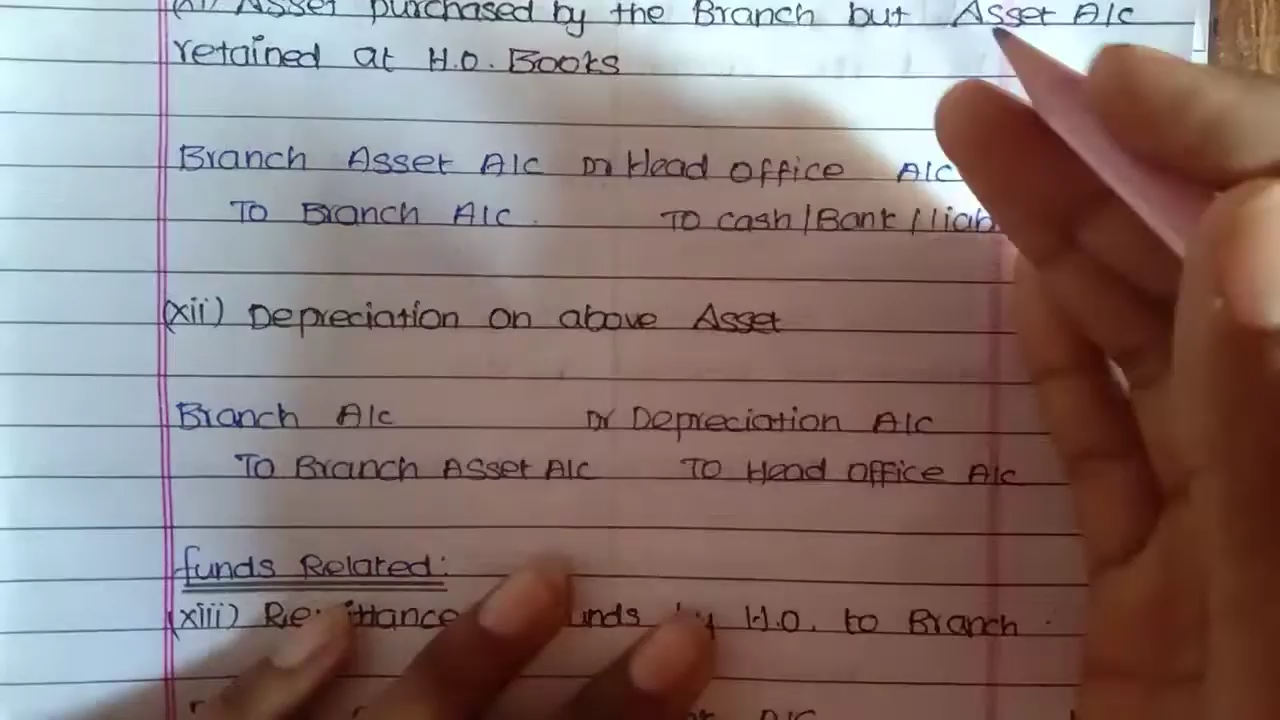 (xi) Asset purchased by the Branch but Asset A/c
retained at H.O. Books
Branch Asset A/c Dr Head office A/c
To Branch A/c. To cash/Bank/liab
(xii) Depreciation on above Asset
Branch A/c Dr Depreciation A/c
To Branch Asset A/c To Head office A/c
funds Related:
(xiii) H.O. to Branch
A/c